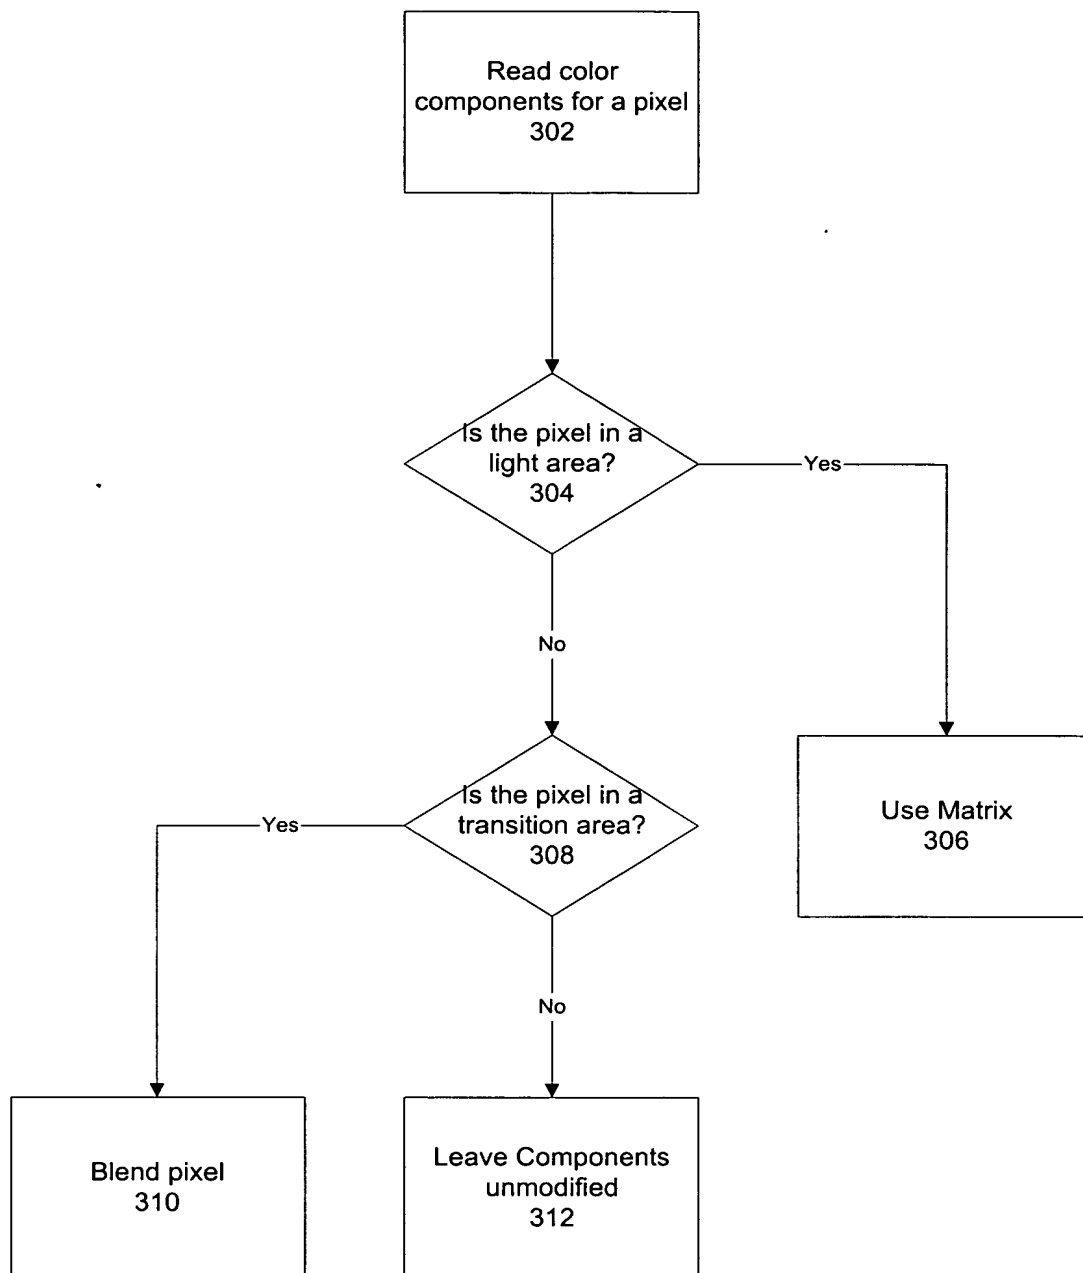 Read color
components for a pixel
302
Is the pixel in a
light area?
304
Yes
No
Is the pixel in a
transition area?
308
Yes
Use Matrix
306
No
Blend pixel
310
Leave Components
unmodified
312